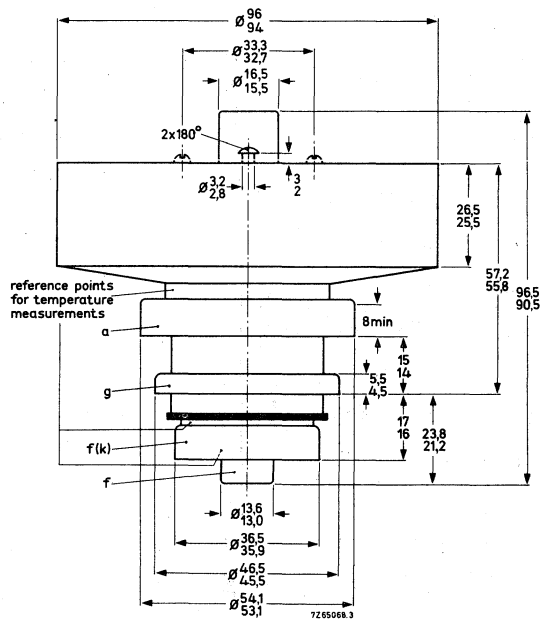 Ø 96
94
Ø 33,3
32,7
Ø 16,5
15,5
2x180°
Ø 3,2
2,8
3
2
26,5
25,5
57,2
55,8
96,5
90,5
reference points
for temperature
measurements
a
8 min
15
14
g
5,5
4,5
17
16
23,8
21,2
f(k)
f
Ø 13,6
13,0
Ø 36,5
35,9
Ø 46,5
45,5
Ø 54,1
53,1
7Z65068.3